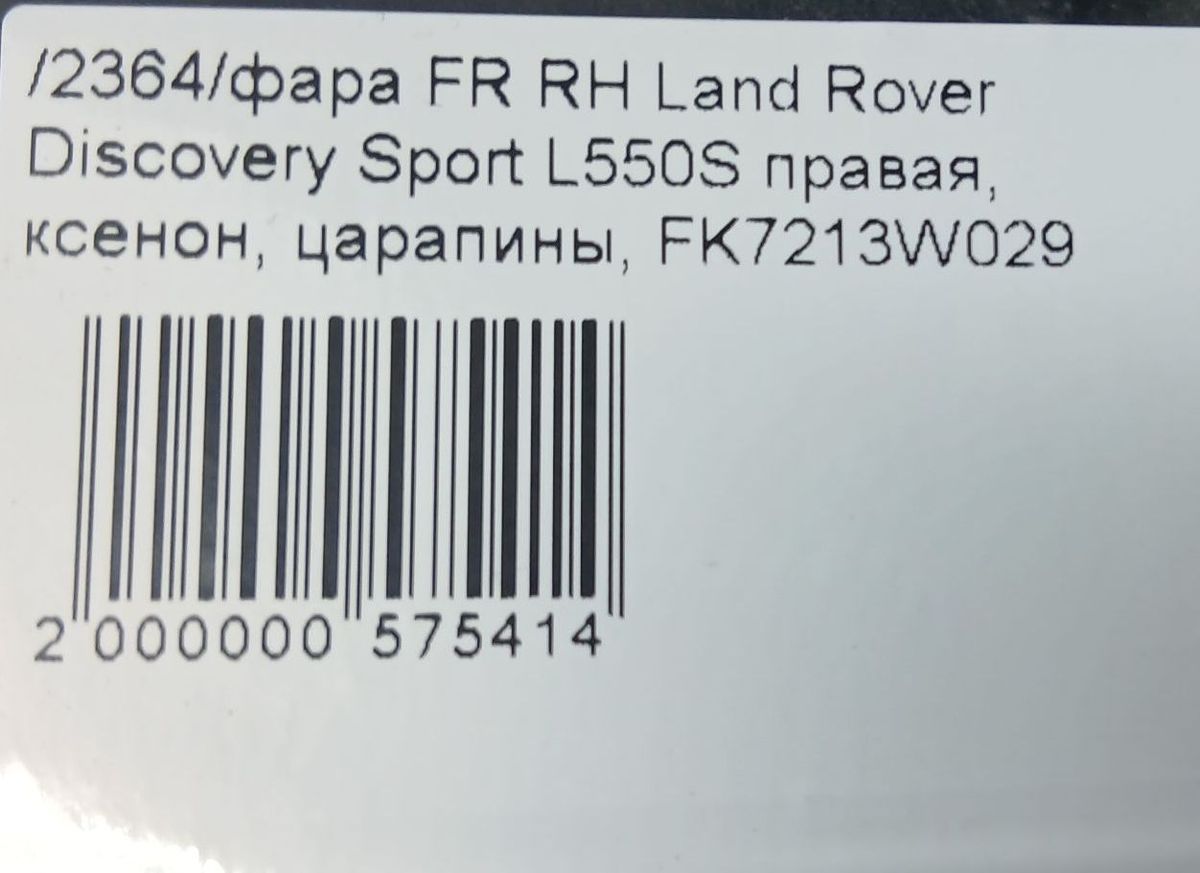 /2364/фара FR RH Land Rover
Discovery Sport L550S правая,
ксенон, царапины, FK7213W029
2 000000 575414